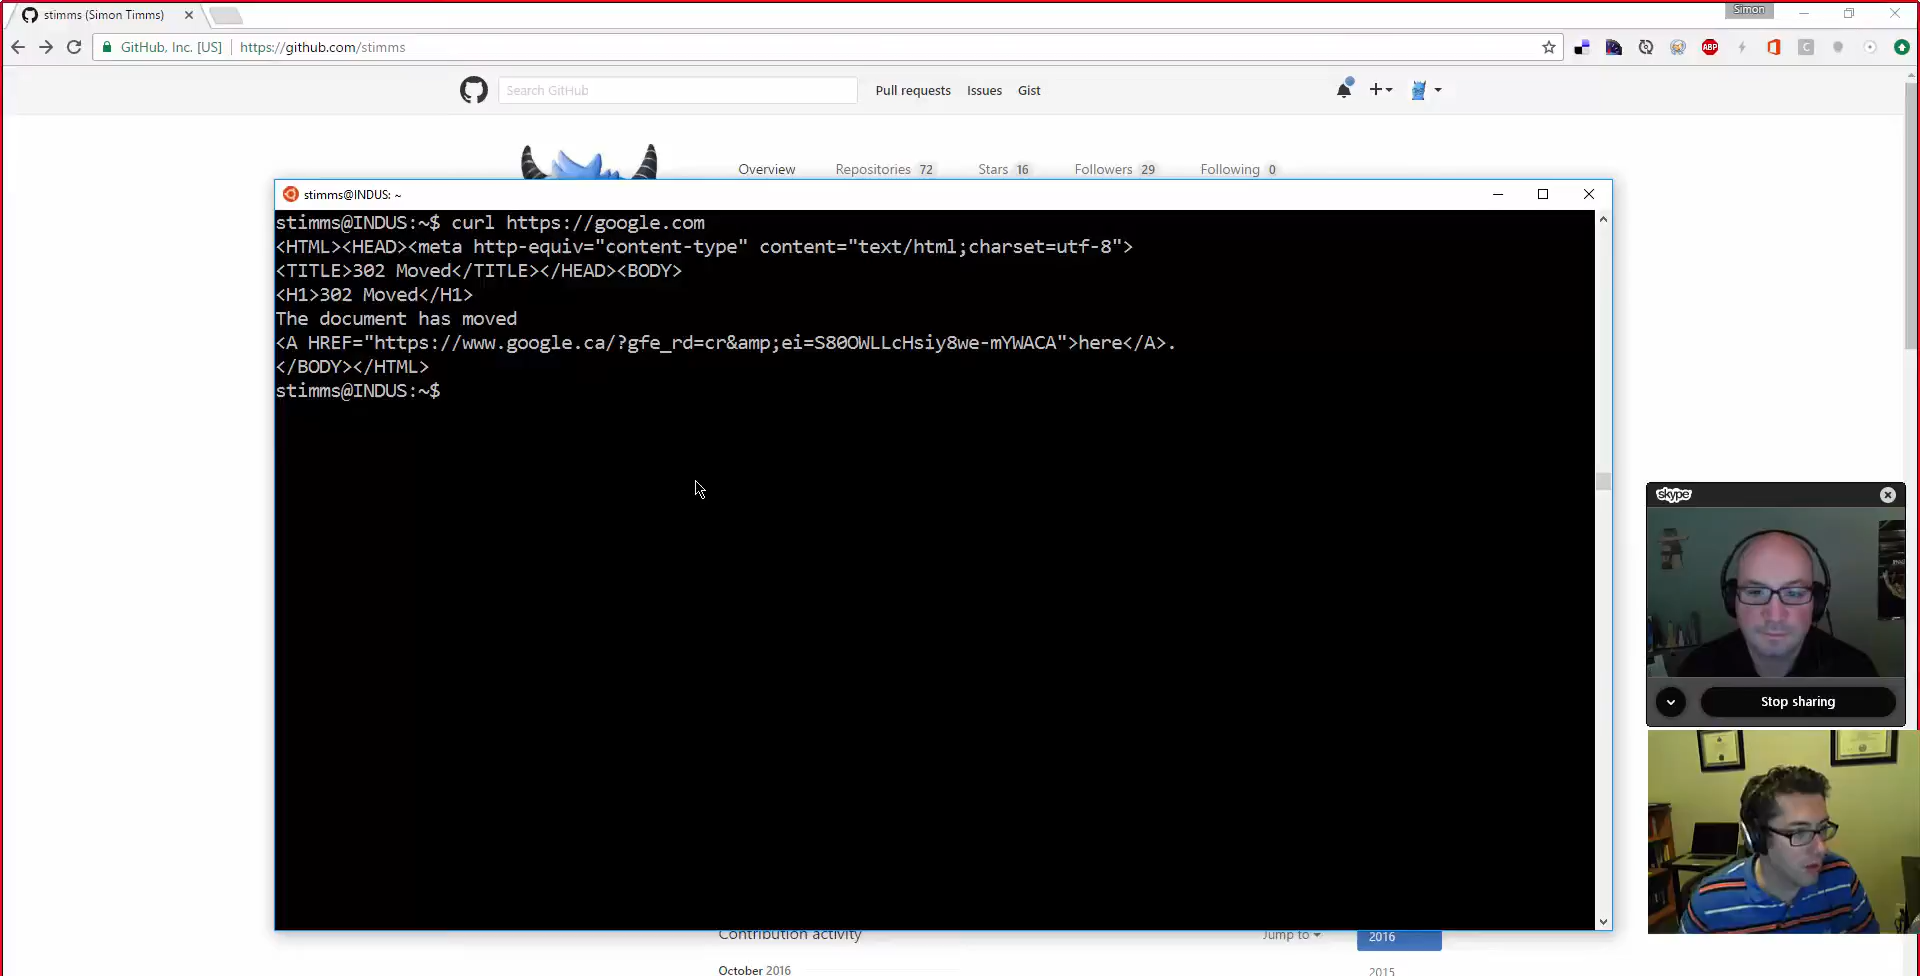 stimms (Simon Timms)
Simon
GitHub, Inc. [US]
https://github.com/stimms
ABP
C
Search GitHub
Pull requests
Issues
Gist
Overview
Repositories 72
Stars 16
Followers 29
Following 0
stimms@INDUS: ~
stimms@INDUS:~$ curl https://google.com
<HTML><HEAD><meta http-equiv="content-type" content="text/html;charset=utf-8">
<TITLE>302 Moved</TITLE></HEAD><BODY>
<H1>302 Moved</H1>
The document has moved
<A HREF="https://www.google.ca/?gfe_rd=cr&amp;ei=S80OWLLcHsiy8we-mYWACA">here</A>.
</BODY></HTML>
stimms@INDUS:~$
skype
Stop sharing
Contribution activity
Jump to
2016
October 2016
2015